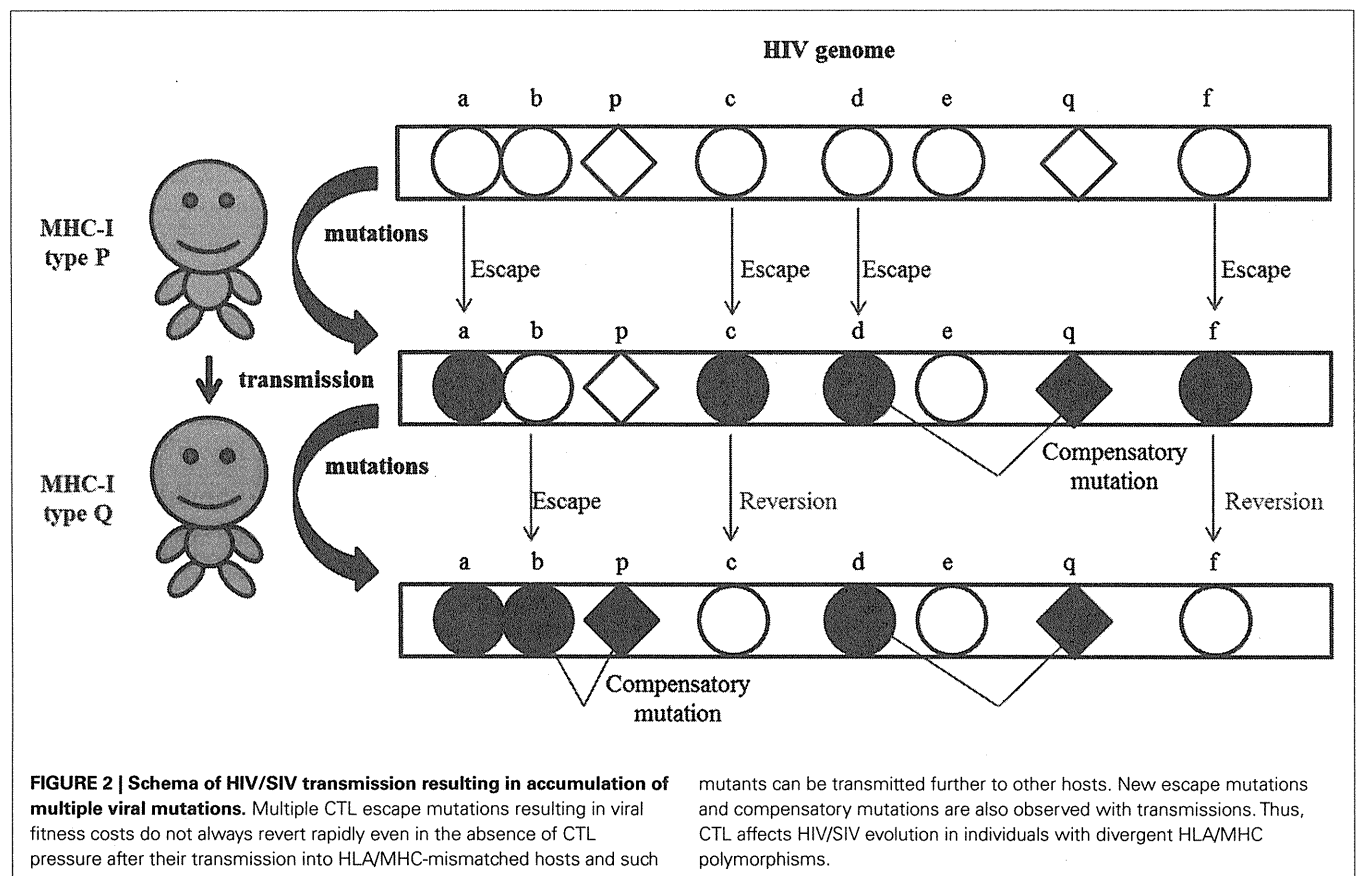 HIV genome
a b p c d e q f
MHC-I
type P
mutations
Escape Escape Escape Escape
a b p c d e q f
transmission
Compensatory
mutation
MHC-I
type Q
mutations
Escape Reversion Reversion
a b p c d e q f
Compensatory
mutation
FIGURE 2 | Schema of HIV/SIV transmission resulting in accumulation of
multiple viral mutations. Multiple CTL escape mutations resulting in viral
fitness costs do not always revert rapidly even in the absence of CTL
pressure after their transmission into HLA/MHC-mismatched hosts and such
mutants can be transmitted further to other hosts. New escape mutations
and compensatory mutations are also observed with transmissions. Thus,
CTL affects HIV/SIV evolution in individuals with divergent HLA/MHC
polymorphisms.